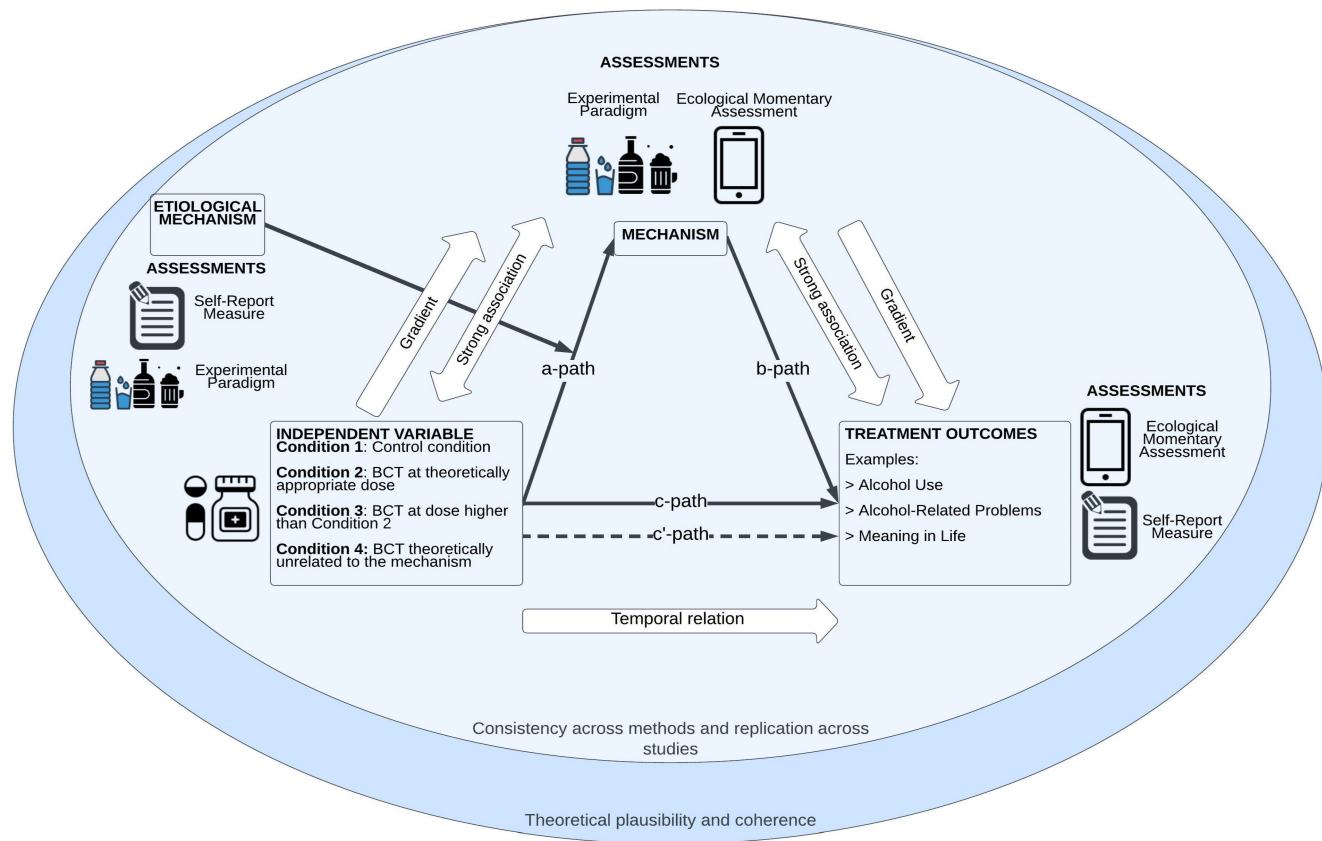 ASSESSMENTS
Experimental
Paradigm
Ecological Momentary
Assessment
ETIOLOGICAL
MECHANISM
ASSESSMENTS
Self-Report
Measure
Experimental
Paradigm
MECHANISM
Gradient
Strong association
Strong association
Gradient
a-path
b-path
INDEPENDENT VARIABLE
Condition 1: Control condition
Condition 2: BCT at theoretically
appropriate dose
Condition 3: BCT at dose higher
than Condition 2
Condition 4: BCT theoretically
unrelated to the mechanism
c-path
c'-path
TREATMENT OUTCOMES
Examples:
> Alcohol Use
> Alcohol-Related Problems
> Meaning in Life
ASSESSMENTS
Ecological
Momentary
Assessment
Self-Report
Measure
Temporal relation
Consistency across methods and replication across
studies
Theoretical plausibility and coherence